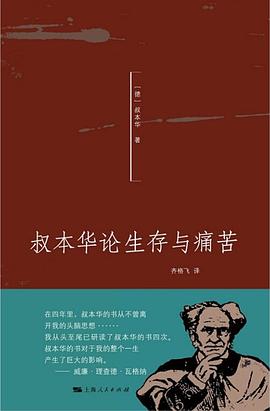 [德] 叔本华 著
叔本华论生存与痛苦
齐格飞 译
在四年里，叔本华的书从不曾离
开我的头脑思想······
我从头至尾已研读了叔本华的书四次。
叔本华的书对于我的整个一生
产生了巨大的影响。
—— 威廉·理查德·瓦格纳
上海人民出版社